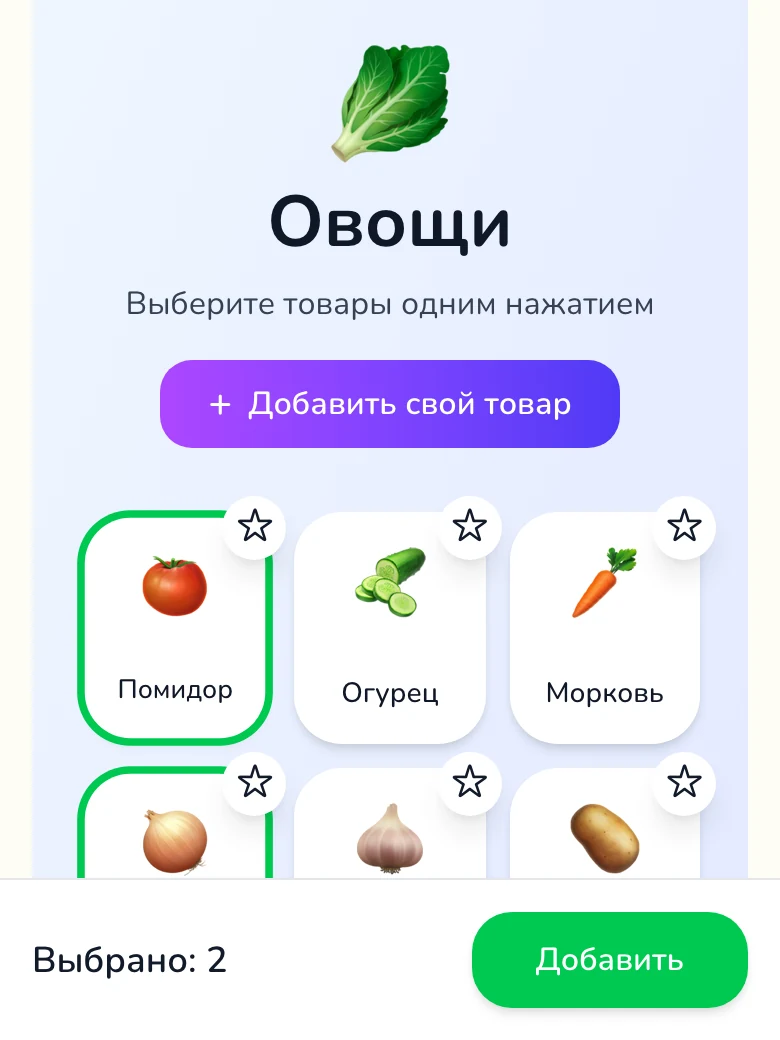 Овощи
Выберите товары одним нажатием
+ Добавить свой товар
Помидор
Огурец
Морковь
Выбрано: 2
Добавить